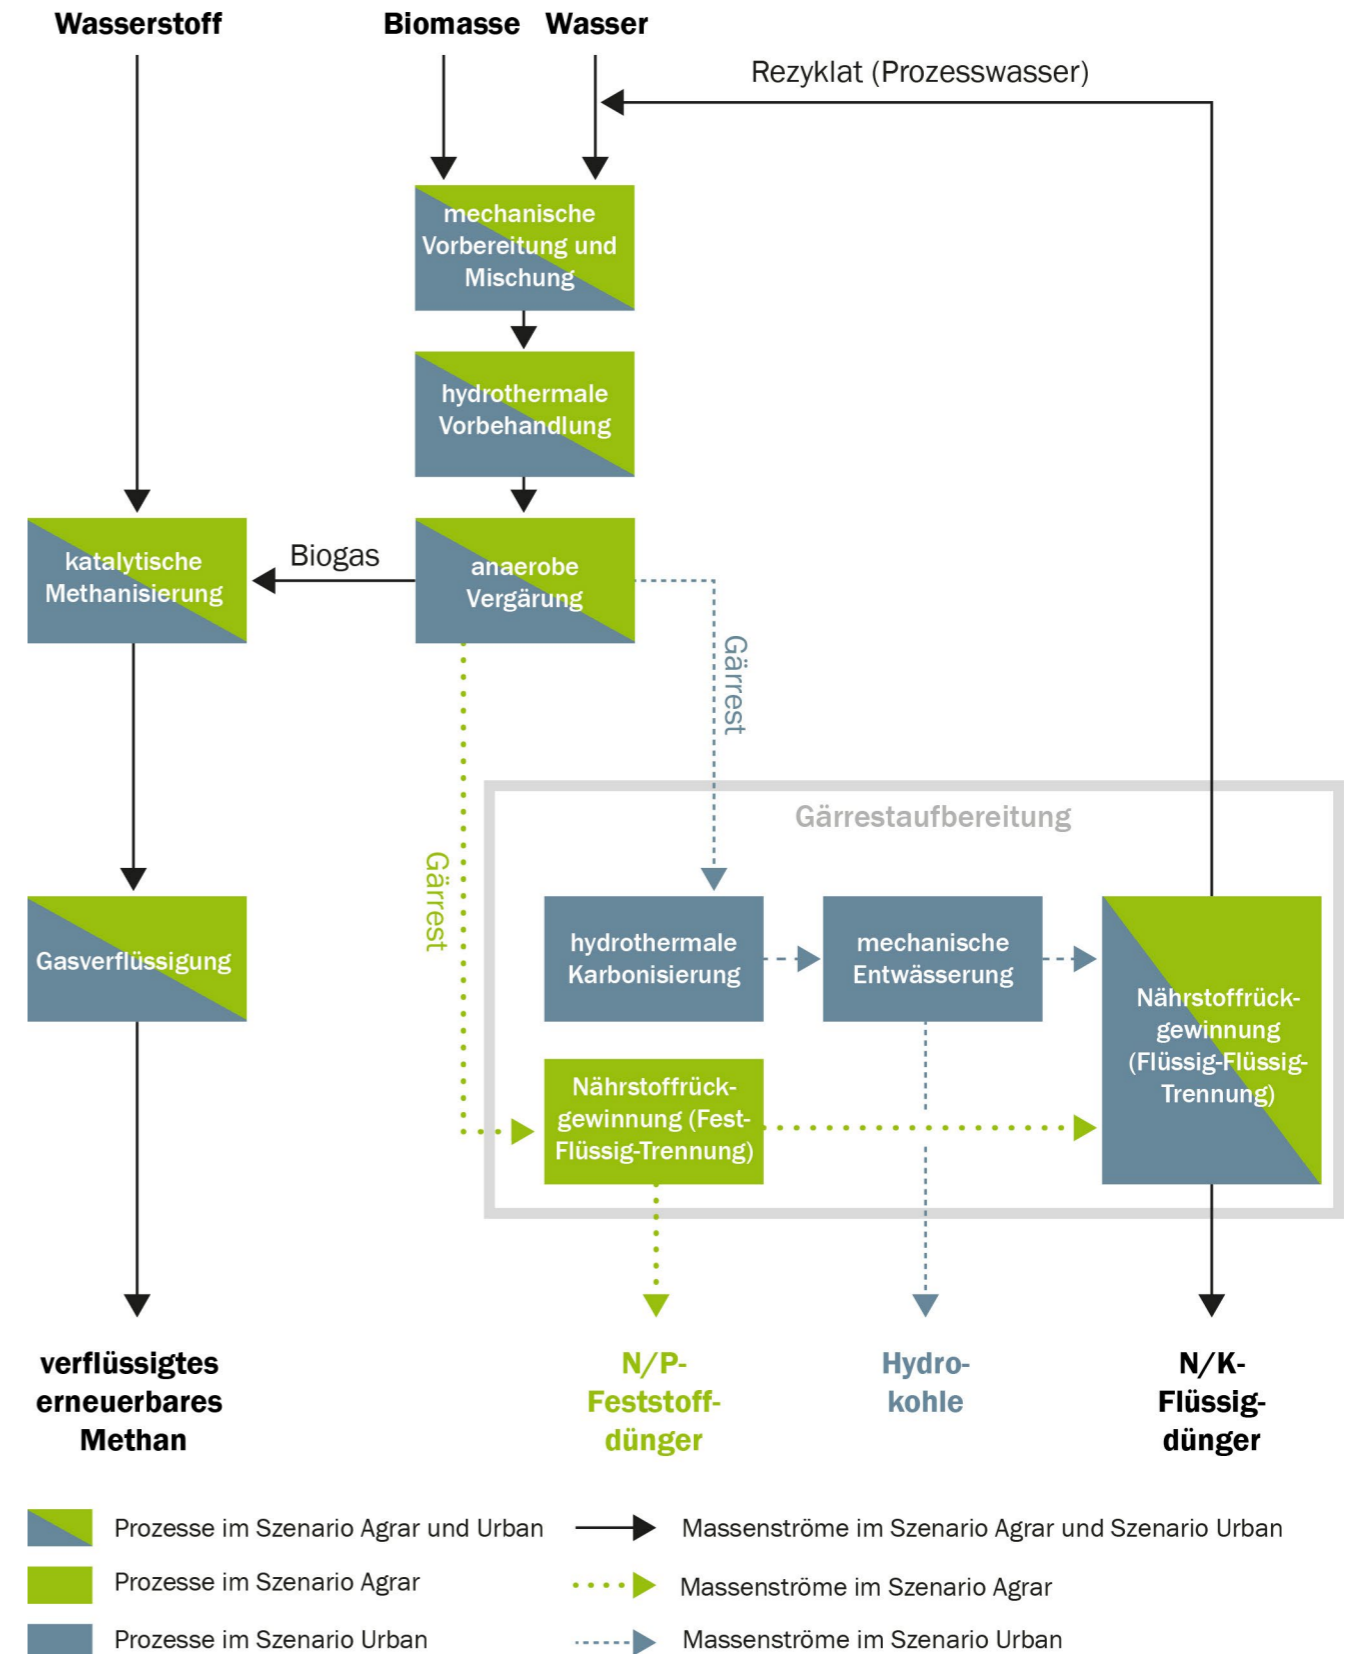 Wasserstoff
Biomasse
Wasser
Rezyklat (Prozesswasser)
mechanische
Vorbereitung und
Mischung
hydrothermale
Vorbehandlung
katalytische
Methanisierung
Biogas
anaerobe
Vergärung
Gärrest
Gärrest
Gärrestaufbereitung
Gasverflüssigung
hydrothermale
Karbonisierung
mechanische
Entwässerung
Nährstoffrück-
gewinnung
(Flüssig-Flüssig-
Trennung)
Nährstoffrück-
gewinnung (Fest-
Flüssig-Trennung)
verflüssigtes
erneuerbares
Methan
N/P-
Feststoff-
dünger
Hydro-
kohle
N/K-
Flüssig-
dünger
Prozesse im Szenario Agrar und Urban
Massenströme im Szenario Agrar und Szenario Urban
Prozesse im Szenario Agrar
Massenströme im Szenario Agrar
Prozesse im Szenario Urban
Massenströme im Szenario Urban